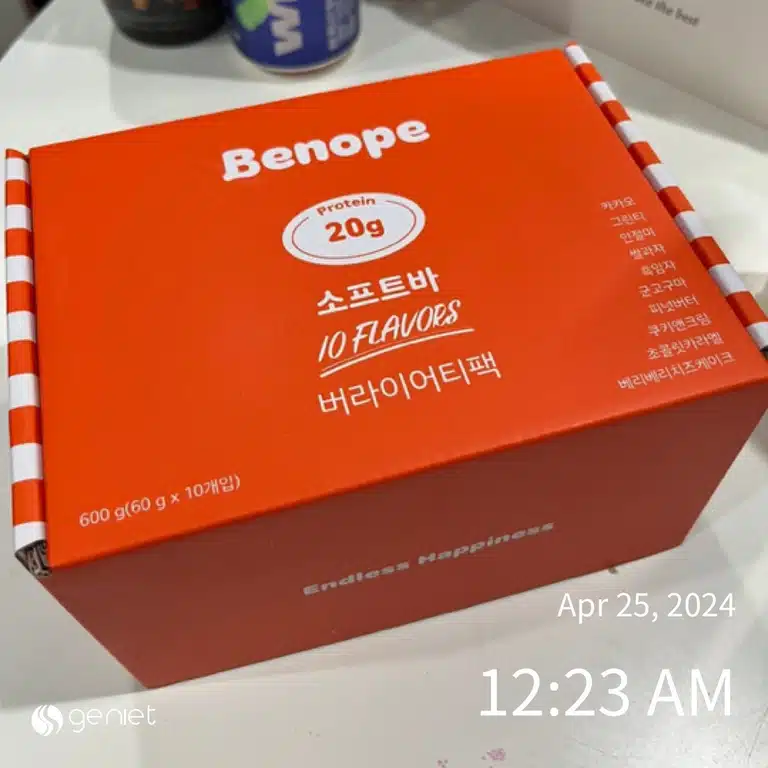 ce the best
Benope
Protein
20g
소프트바
10 FLAVORS
버라이어티팩
카카오
그린티
인절미
쌀과자
흑임자
군고구마
피넛버터
쿠키앤크림
초콜릿카라멜
베리베리치즈케이크
600 g(60 g x 10개입)
Endless Happiness
Apr 25, 2024
12:23 AM
geniet